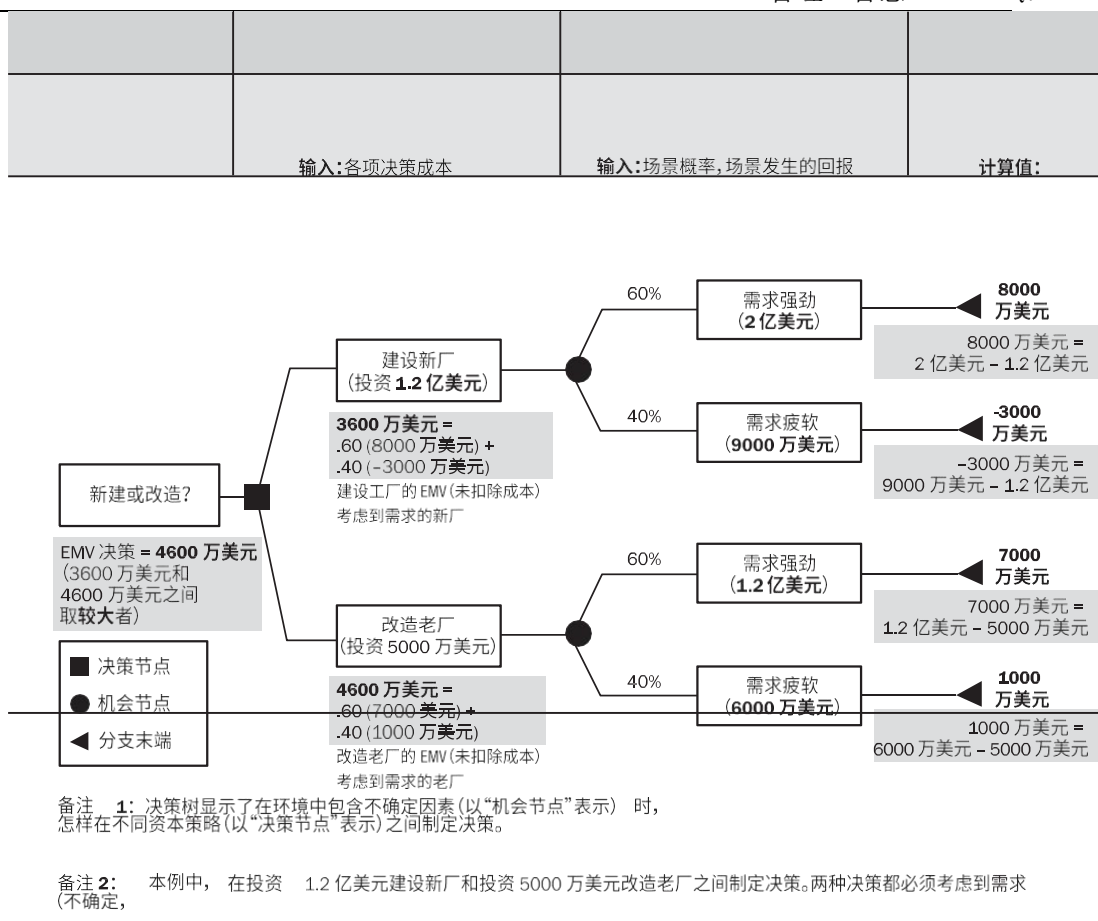 输入:各项决策成本
输入:场景概率,场景发生的回报
计算值:
60%
需求强劲
(2 亿美元)
8000
万美元
8000 万美元 =
2 亿美元 – 1.2 亿美元
建设新厂
(投资 1.2 亿美元)
40%
需求疲软
(9000 万美元)
-3000
万美元
–3000 万美元 =
9000 万美元 – 1.2 亿美元
3600 万美元 =
.60 (8000 万美元) +
.40 (–3000 万美元)
建设工厂的 EMV (未扣除成本)
考虑到需求的新厂
新建或改造?
EMV 决策 = 4600 万美元
(3600 万美元和
4600 万美元之间
取较大者)
60%
需求强劲
(1.2 亿美元)
7000
万美元
7000 万美元 =
1.2 亿美元 – 5000 万美元
改造老厂
(投资 5000 万美元)
40%
需求疲软
(6000 万美元)
1000
万美元
1000 万美元 =
6000 万美元 – 5000 万美元
4600 万美元 =
.60 (7000 美元) +
.40 (1000 万美元)
改造老厂的 EMV (未扣除成本)
考虑到需求的老厂
决策节点
机会节点
分支末端
备注 1: 决策树显示了在环境中包含不确定因素(以“机会节点”表示) 时,
怎样在不同资本策略(以“决策节点”表示)之间制定决策。
备注 2: 本例中, 在投资 1.2 亿美元建设新厂和投资 5000 万美元改造老厂之间制定决策。两种决策都必须考虑到需求
(不确定,